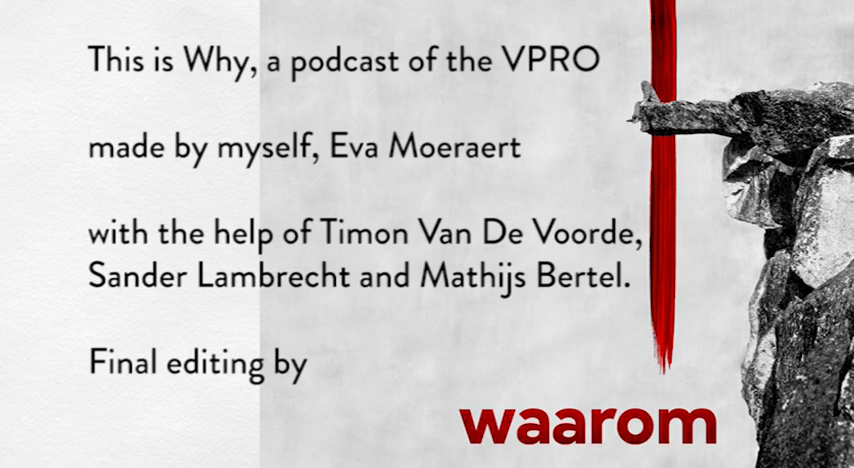 This is Why, a podcast of the VPRO
made by myself, Eva Moeraert
with the help of Timon Van De Voorde,
Sander Lambrecht and Mathijs Bertel.
Final editing by
waarom